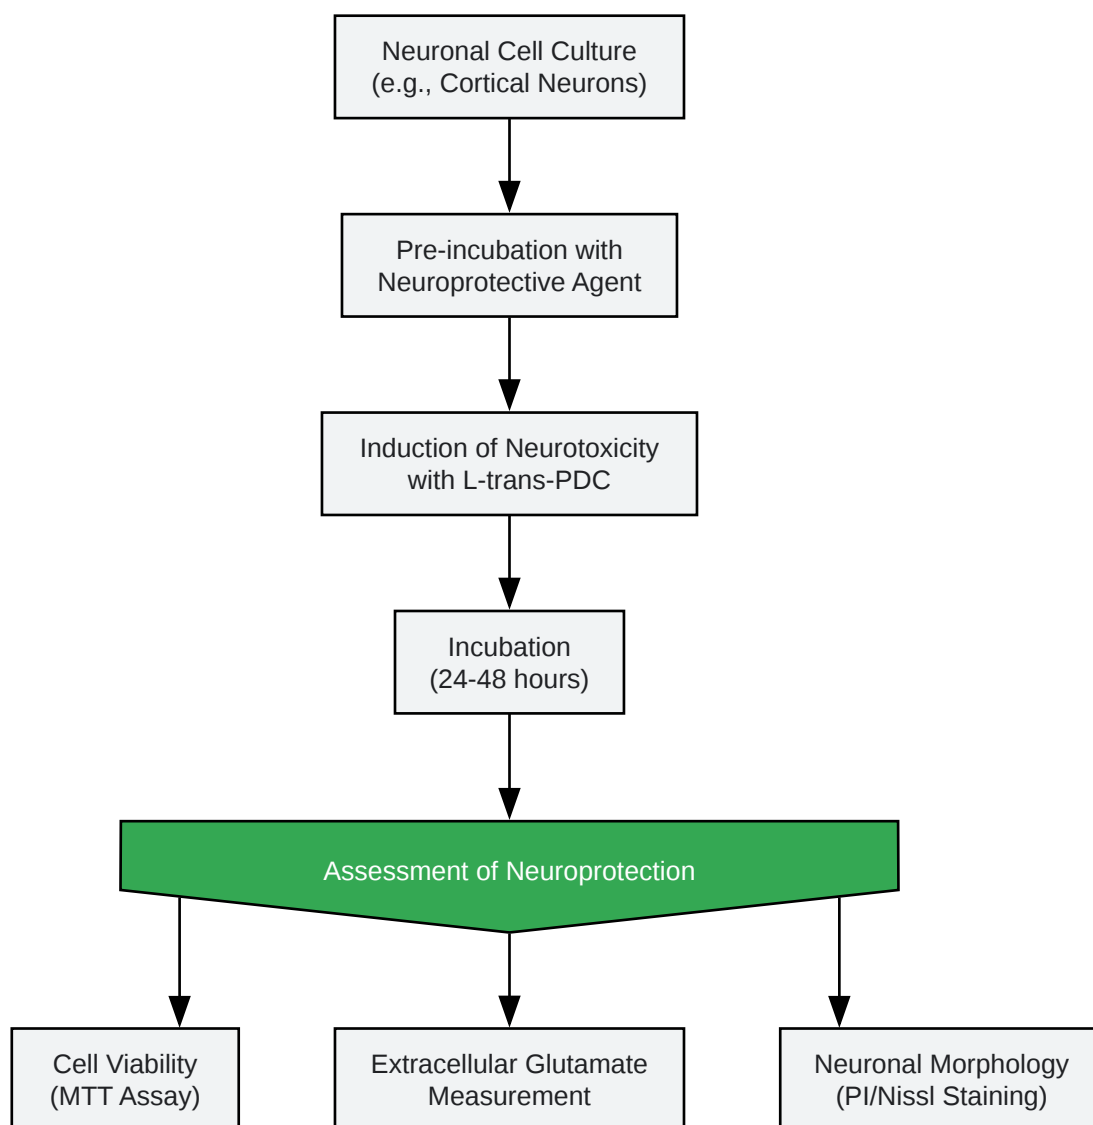 Neuronal Cell Culture
(e.g., Cortical Neurons)
Pre-incubation with
Neuroprotective Agent
Induction of Neurotoxicity
with L-trans-PDC
Incubation
(24-48 hours)
Assessment of Neuroprotection
Cell Viability
(MTT Assay)
Extracellular Glutamate
Measurement
Neuronal Morphology
(PI/Nissl Staining)